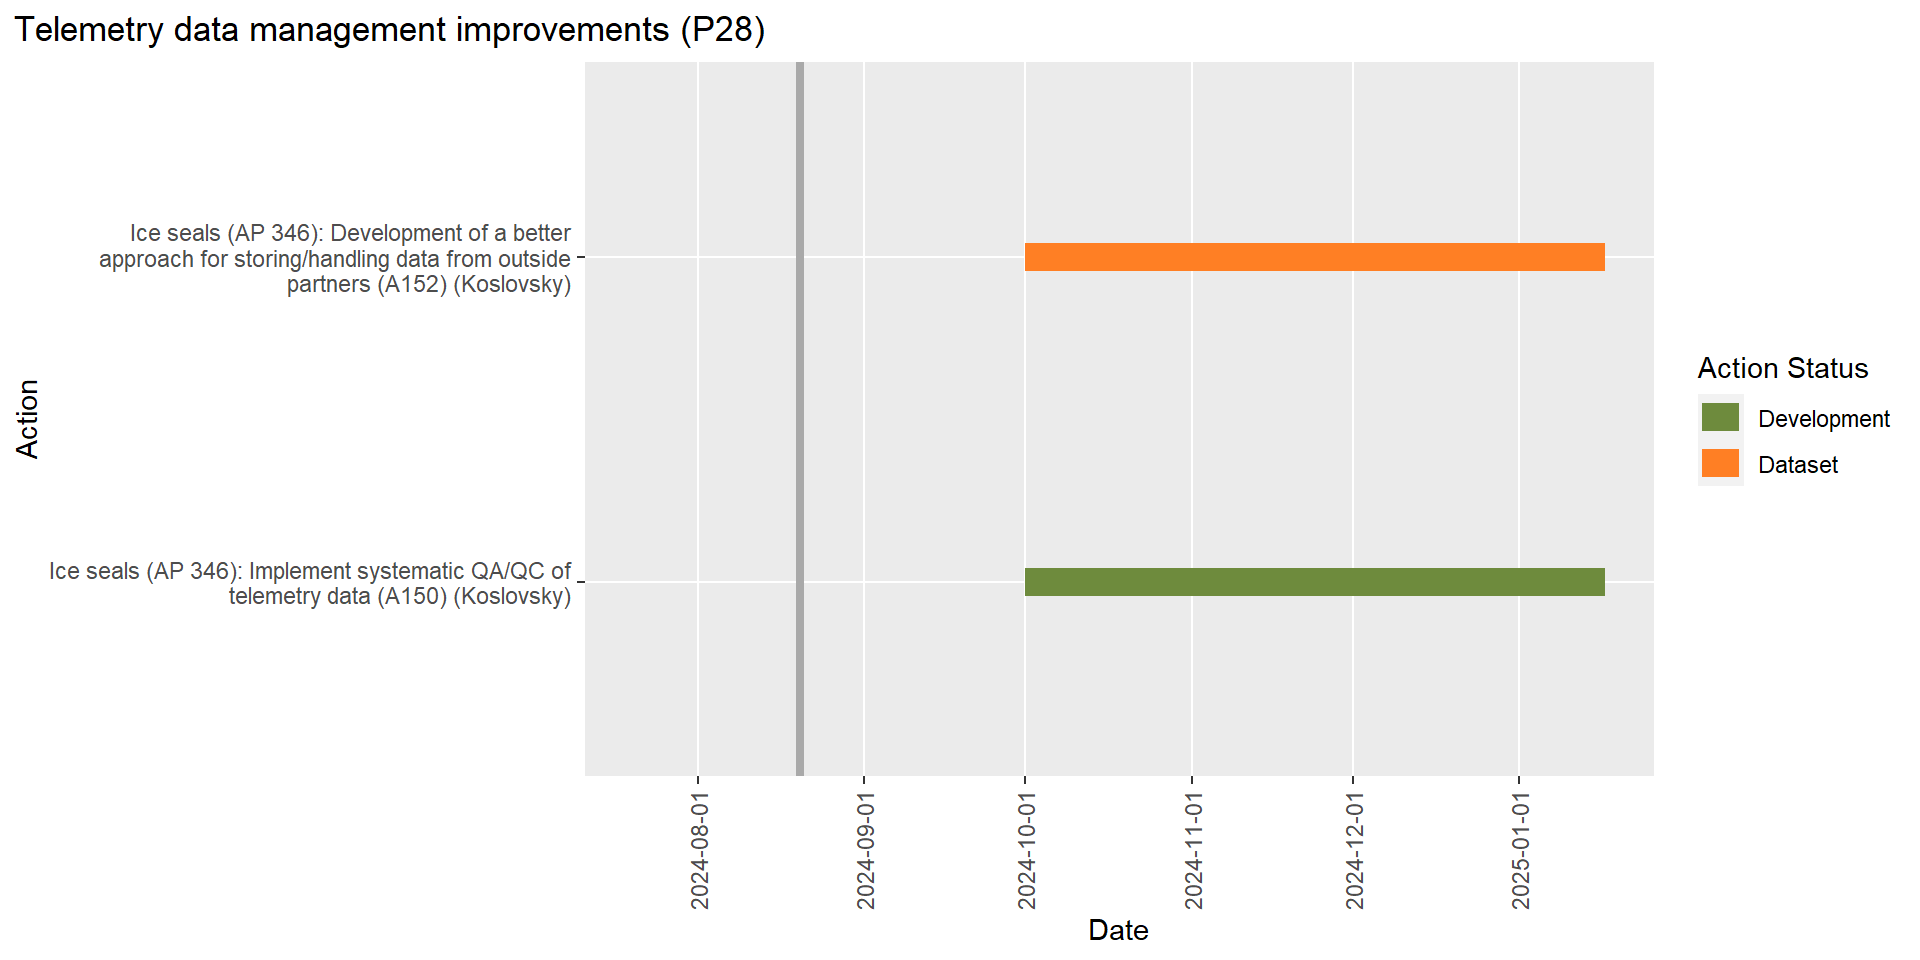 Telemetry data management improvements (P28)
Ice seals (AP 346): Development of a better
approach for storing/handling data from outside
partners (A152) (Koslovsky)
Action
Ice seals (AP 346): Implement systematic QA/QC of
telemetry data (A150) (Koslovsky)
2024-08-01
2024-09-01
2024-10-01
2024-11-01
2024-12-01
2025-01-01
Date
Action Status
Development
Dataset